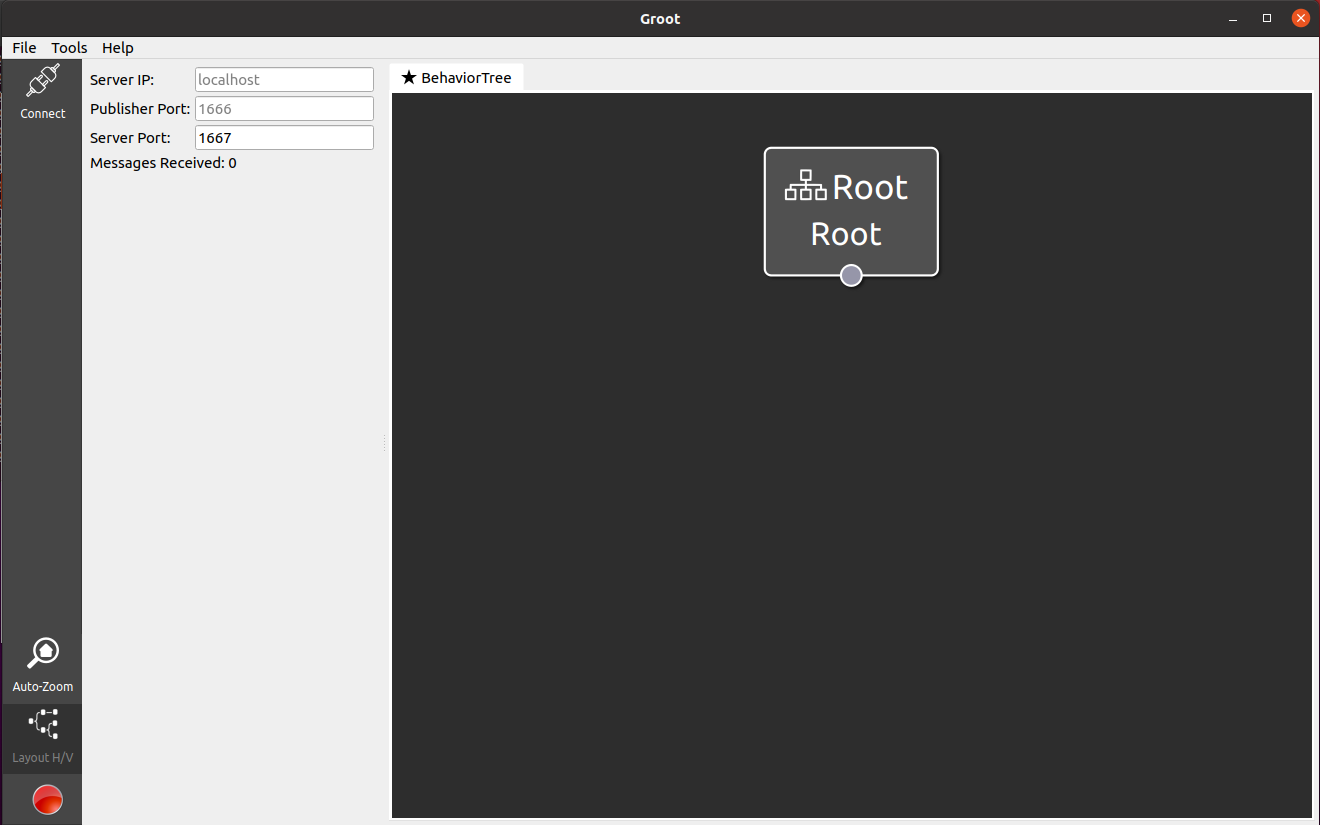 Groot
File Tools Help
Connect
Server IP: localhost
Publisher Port: 1666
Server Port: 1667
Messages Received: 0
★ BehaviorTree
Root
Root
Auto-Zoom
Layout H/V